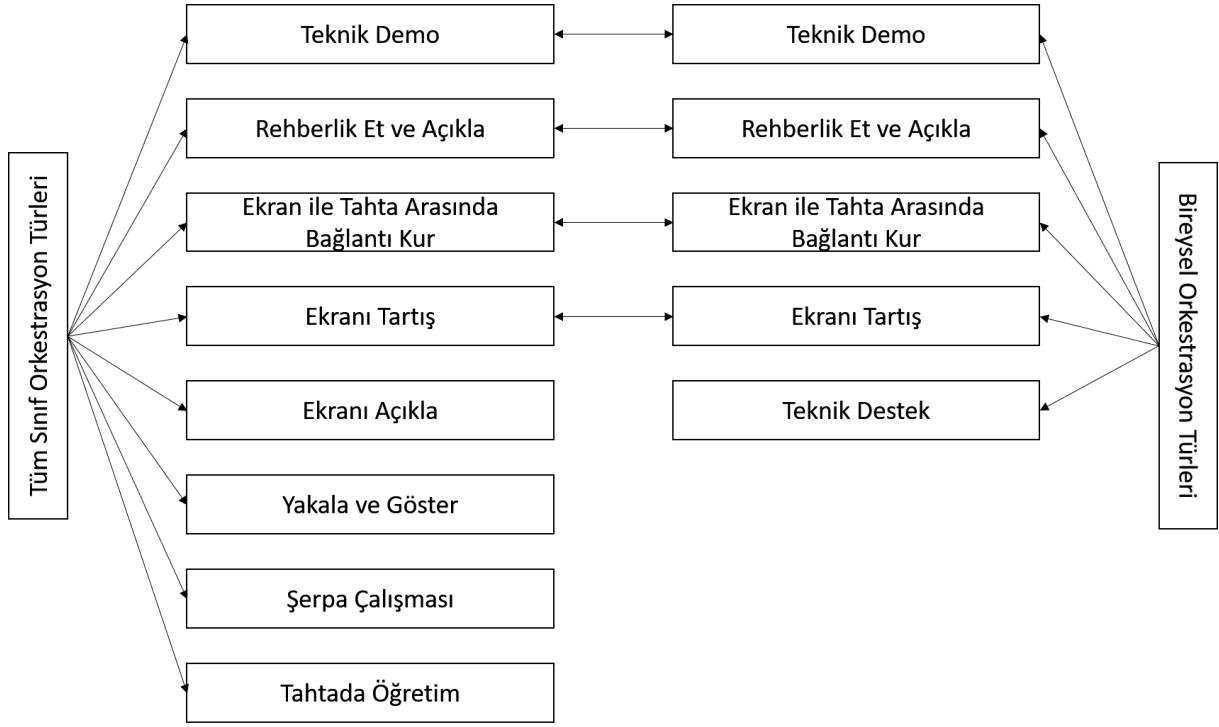 Tüm Sınıf Orkestrasyon Türleri
Teknik Demo
Rehberlik Et ve Açıkla
Ekran ile Tahta Arasında
Bağlantı Kur
Ekranı Tartış
Ekranı Açıkla
Yakala ve Göster
Şerpa Çalışması
Tahtada Öğretim
Teknik Demo
Rehberlik Et ve Açıkla
Ekran ile Tahta Arasında
Bağlantı Kur
Ekranı Tartış
Teknik Destek
Bireysel Orkestrasyon Türleri